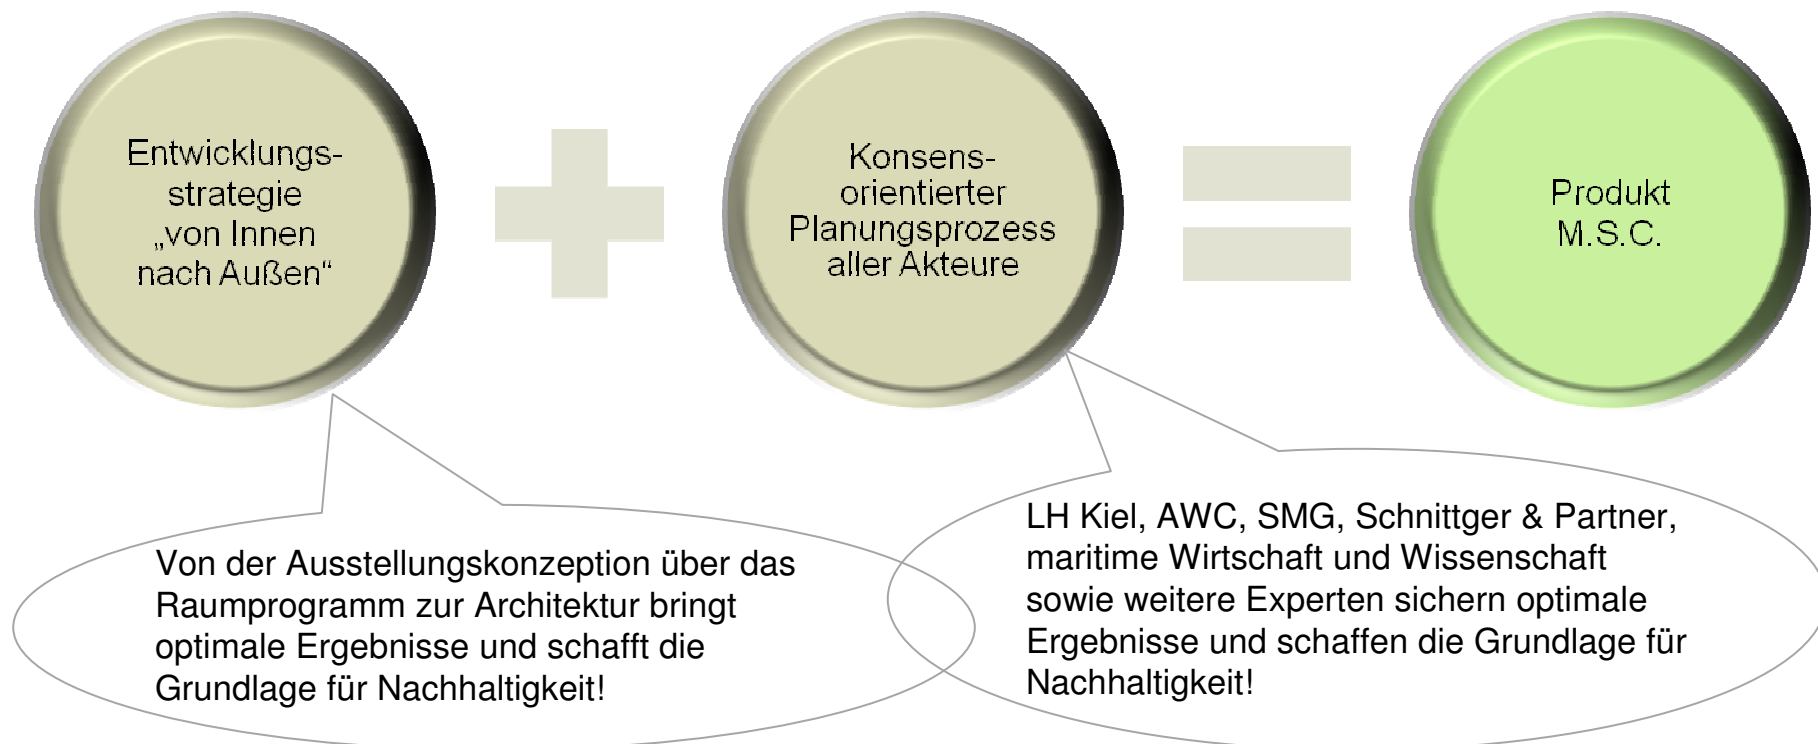 Entwicklungs-
strategie
„von Innen
nach Außen“
Konsens-
orientierter
Planungsprozess
aller Akteure
Produkt
M.S.C.
Von der Ausstellungskonzeption über das
Raumprogramm zur Architektur bringt
optimale Ergebnisse und schafft die
Grundlage für Nachhaltigkeit!
LH Kiel, AWC, SMG, Schnittger & Partner,
maritime Wirtschaft und Wissenschaft
sowie weitere Experten sichern optimale
Ergebnisse und schaffen die Grundlage für
Nachhaltigkeit!